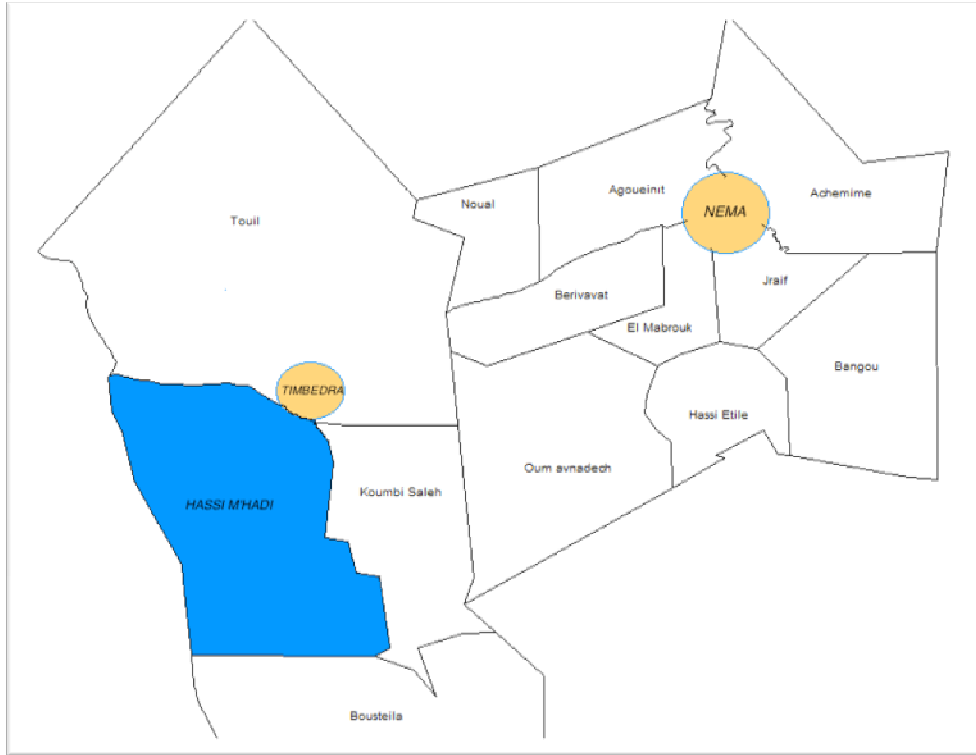 Noual
Agoueinit
Achemime
NEMA
Touil
Jraif
Berivavat
El Mabrouk
Bangou
TIMBEDRA
Hassi Etile
Oum avnadech
Koumbi Saleh
HASSI M'HADI
Bousteila